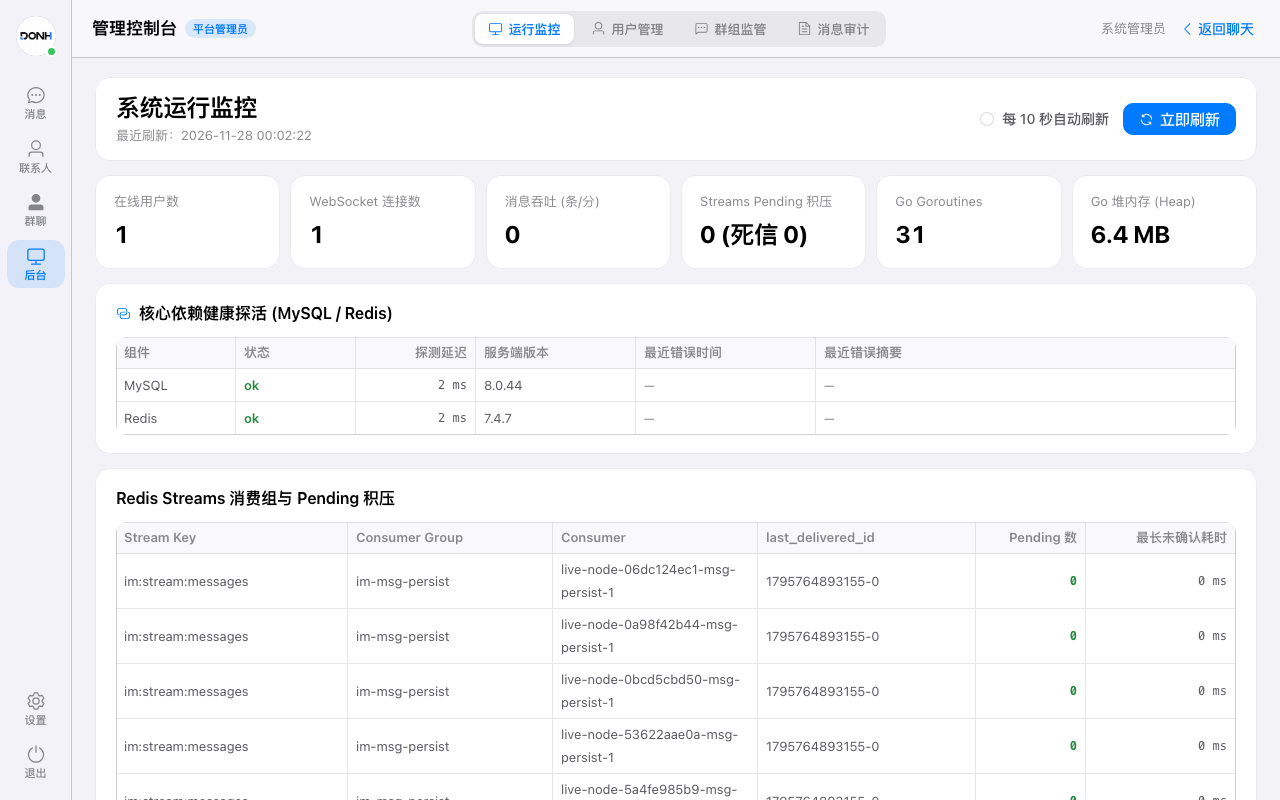 DONH
消息
联系人
群聊
后台
设置
退出
管理控制台 平台管理员
运行监控 用户管理 群组监管 消息审计
系统管理员 返回聊天
系统运行监控
最近刷新: 2026-11-28 00:02:22
每 10 秒自动刷新 立即刷新
在线用户数
1
WebSocket 连接数
1
消息吞吐 (条/分)
0
Streams Pending 积压
0 (死信 0)
Go Goroutines
31
Go 堆内存 (Heap)
6.4 MB
核心依赖健康探活 (MySQL / Redis)
组件 状态 探测延迟 服务端版本 最近错误时间 最近错误摘要
MySQL ok 2 ms 8.0.44 — —
Redis ok 2 ms 7.4.7 — —
Redis Streams 消费组与 Pending 积压
Stream Key Consumer Group Consumer last_delivered_id Pending 数 最长未确认耗时
im:stream:messages im-msg-persist live-node-06dc124ec1-msg-persist-1 1795764893155-0 0 0 ms
im:stream:messages im-msg-persist live-node-0a98f42b44-msg-persist-1 1795764893155-0 0 0 ms
im:stream:messages im-msg-persist live-node-0bcd5cbd50-msg-persist-1 1795764893155-0 0 0 ms
im:stream:messages im-msg-persist live-node-53622aae0a-msg-persist-1 1795764893155-0 0 0 ms
live-node-5a4fe985b9-msg-